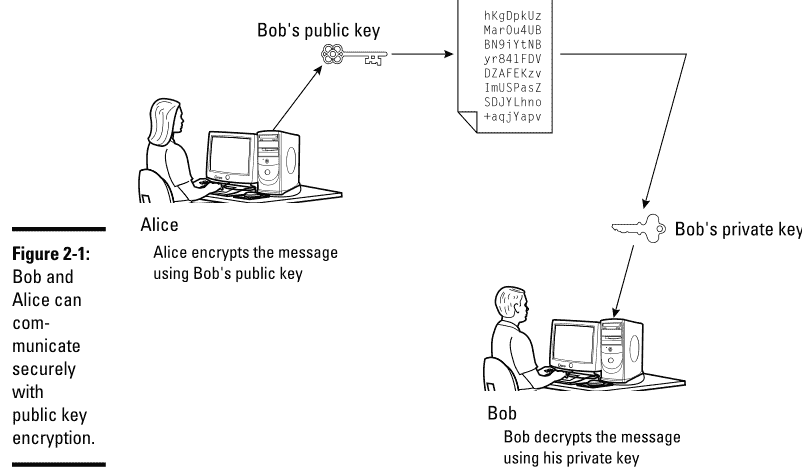 Bob's public key
hKgDpkUz
MarOu4UB
BN9iYtNB
yr841FDV
DZAFEKzv
ImUSPasZ
SDJYLhno
+aqjYapv
Alice
Alice encrypts the message
using Bob's public key
Bob's private key
Figure 2-1:
Bob and
Alice can
com-
municate
securely
with
public key
encryption.
Bob
Bob decrypts the message
using his private key